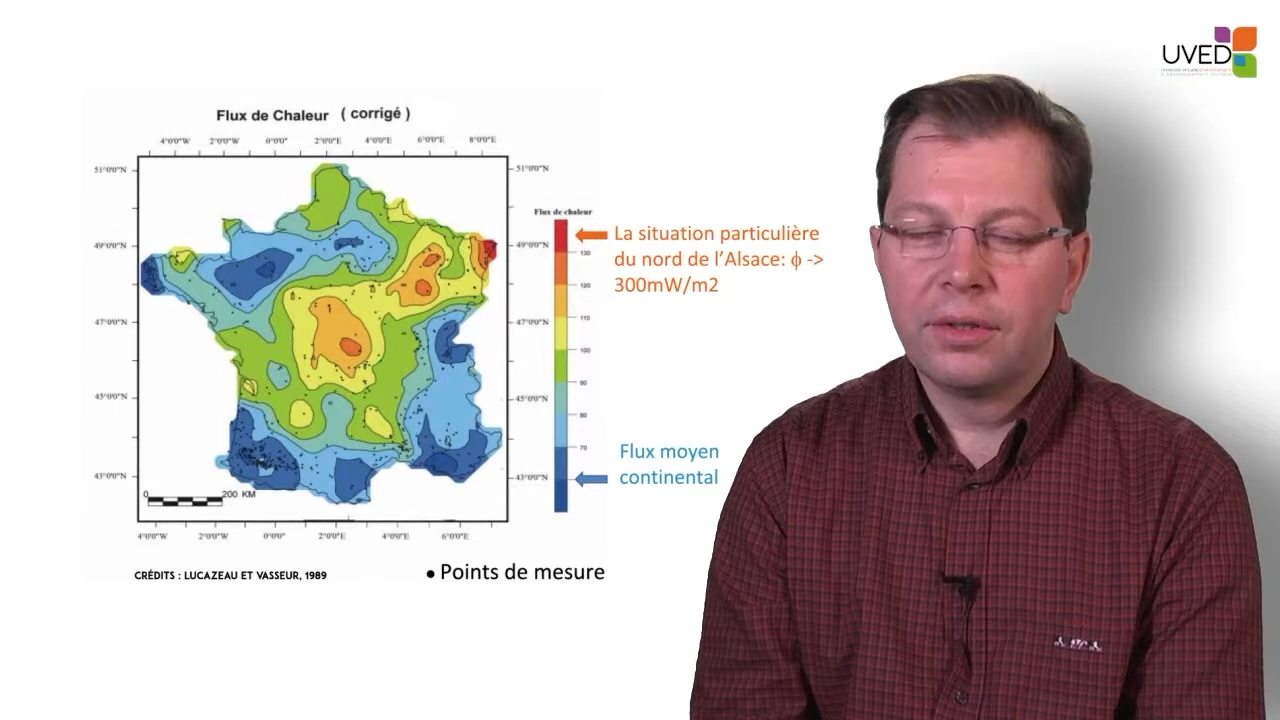 UVED
Flux de Chaleur ( corrigé )
4°0'0"W 2°0'0"W 0°0'0" 2°0'0"E 4°0'0"E 6°0'0"E 8°0'0"E
51°0'0"N 51°0'0"N
Flux de chaleur
49°0'0"N 49°0'0"N
130
120
110
100
90
80
70
47°0'0"N 47°0'0"N
45°0'0"N 45°0'0"N
43°0'0"N 43°0'0"N
0 200 KM
4°0'0"W 2°0'0"W 0°0'0" 2°0'0"E 4°0'0"E 6°0'0"E
La situation particulière
du nord de l’Alsace: ϕ ->
300mW/m2
Flux moyen
continental
CRÉDITS : LUCAZEAU ET VASSEUR, 1989
● Points de mesure